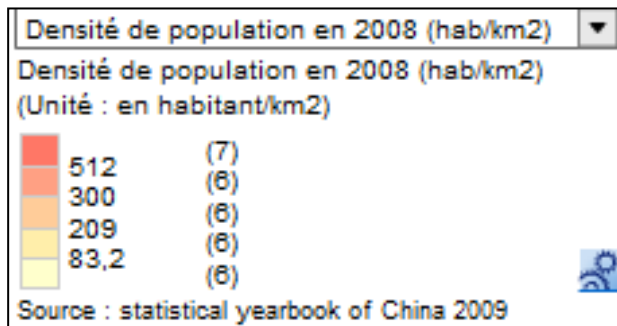 Densité de population en 2008 (hab/km2)
Densité de population en 2008 (hab/km2)
(Unité : en habitant/km2)
(7)
512
(6)
300
(6)
209
(6)
83,2
(6)
Source : statistical yearbook of China 2009